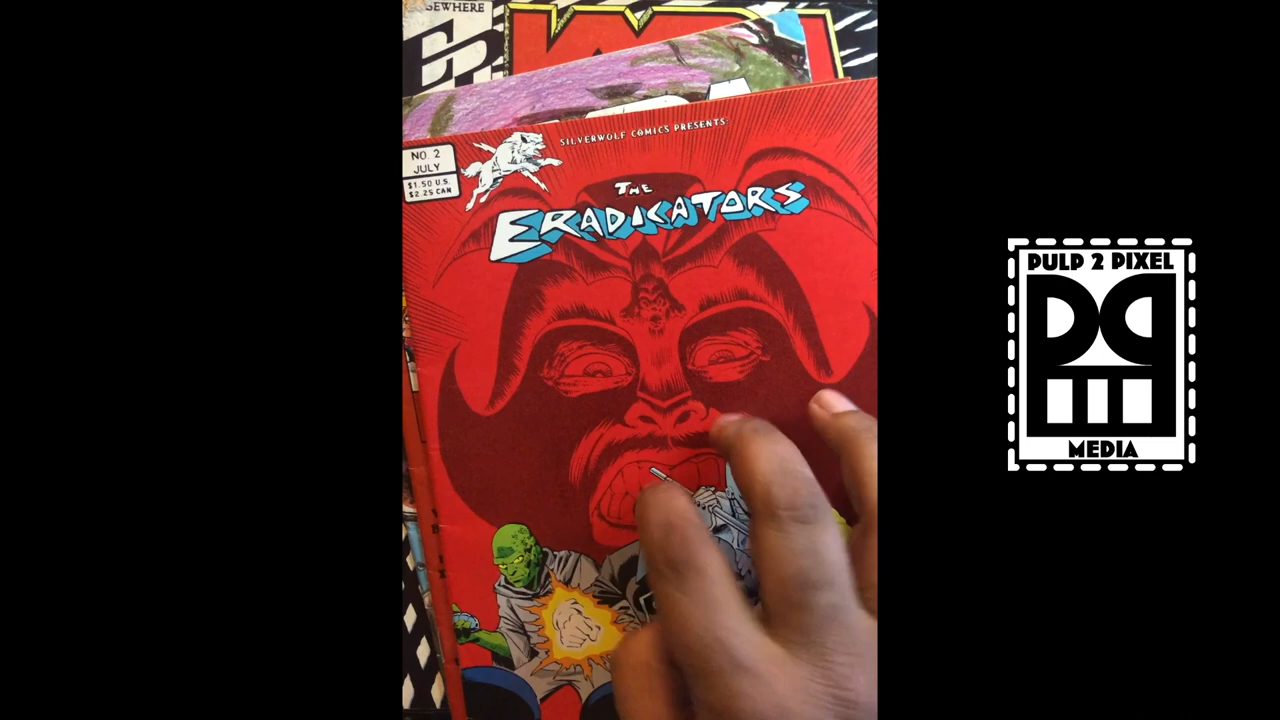 SEWHERE
SILVERWOLF COMICS PRESENTS:
NO. 2
JULY
$1.50 U.S.
$2.25 CAN
THE
ERADICATORS
PULP 2 PIXEL
MEDIA